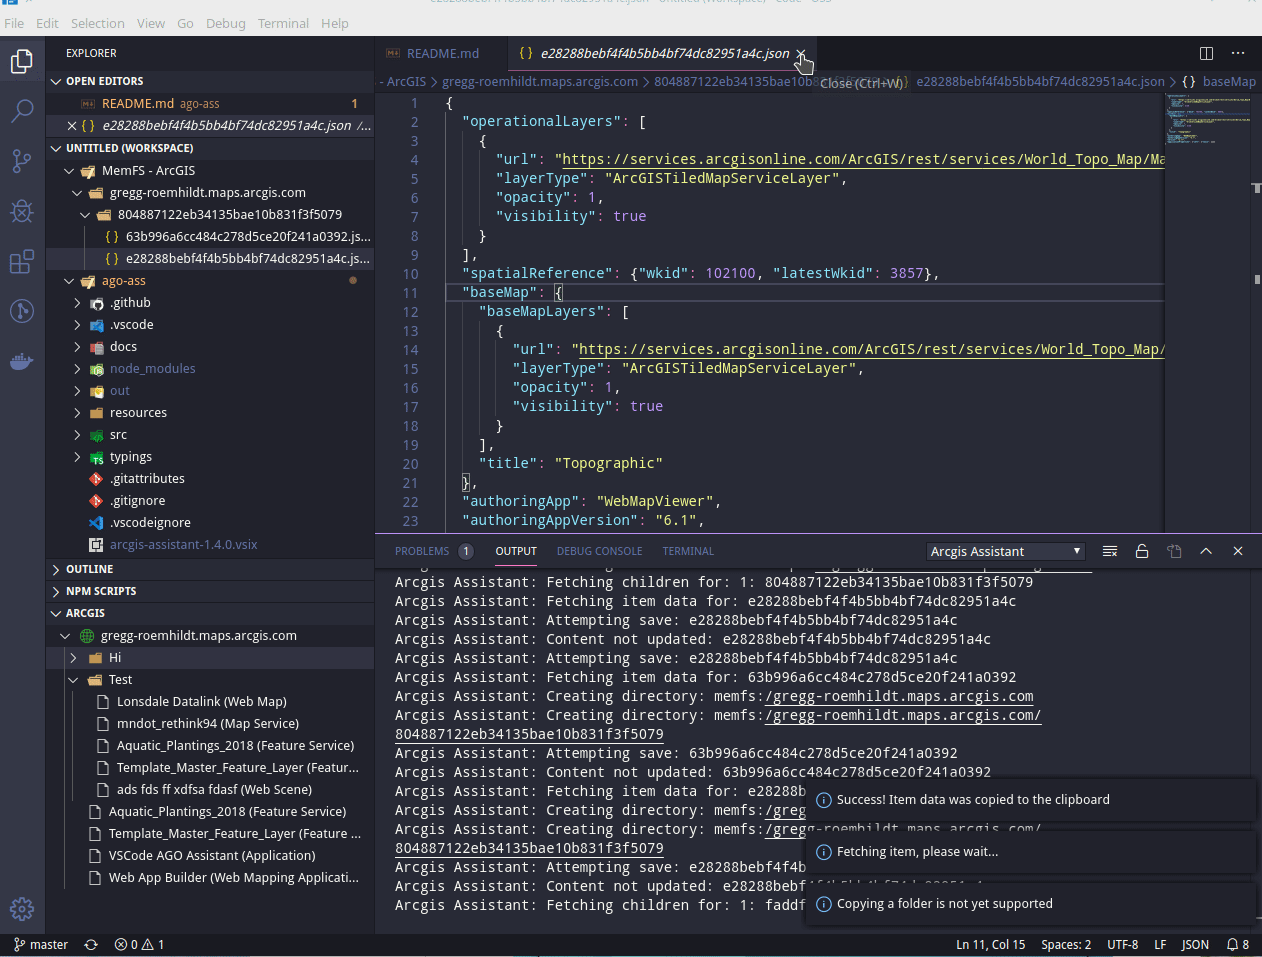 File Edit Selection View Go Debug Terminal Help
EXPLORER
OPEN EDITORS
README.md ago-ass 1
e28288bebf4f4b5bb4bf74dc82951a4c.json /...
UNTITLED (WORKSPACE)
MemFS - ArcGIS
gregg-roemhildt.maps.arcgis.com
804887122eb34135bae10b831f3f5079
{} 63b996a6cc484c278d5ce20f241a0392.js...
{} e28288bebf4f4b5bb4bf74dc82951a4c.js...
ago-ass
.github
.vscode
docs
node_modules
out
resources
src
typings
.gitattributes
.gitignore
.vscodeignore
arcgis-assistant-1.4.0.vsix
OUTLINE
NPM SCRIPTS
ARCGIS
gregg-roemhildt.maps.arcgis.com
Hi
Test
Lonsdale Datalink (Web Map)
mndot_rethink94 (Map Service)
Aquatic_Plantings_2018 (Feature Service)
Template_Master_Feature_Layer (Featur...
ads fds ff xdfsa fdasf (Web Scene)
Aquatic_Plantings_2018 (Feature Service)
Template_Master_Feature_Layer (Feature ...
VSCode AGO Assistant (Application)
Web App Builder (Web Mapping Applicati...
README.md {} e28288bebf4f4b5bb4bf74dc82951a4c.json
- ArcGIS > gregg-roemhildt.maps.arcgis.com > 804887122eb34135bae10b8 {} e28288bebf4f4b5bb4bf74dc82951a4c.json > {} baseMap
Close (Ctrl+W)
1 {
2 "operationalLayers": [
3 {
4 "url": "https://services.arcgisonline.com/ArcGIS/rest/services/World_Topo_Map/Ma
5 "layerType": "ArcGISTiledMapServiceLayer",
6 "opacity": 1,
7 "visibility": true
8 }
9 ],
10 "spatialReference": {"wkid": 102100, "latestWkid": 3857},
11 "baseMap": {
12 "baseMapLayers": [
13 {
14 "url": "https://services.arcgisonline.com/ArcGIS/rest/services/World_Topo_Map/
15 "layerType": "ArcGISTiledMapServiceLayer",
16 "opacity": 1,
17 "visibility": true
18 }
19 ],
20 "title": "Topographic"
21 },
22 "authoringApp": "WebMapViewer",
23 "authoringAppVersion": "6.1",
PROBLEMS 1 OUTPUT DEBUG CONSOLE TERMINAL Arcgis Assistant
Arcgis Assistant: Fetching children for: 1: 804887122eb34135bae10b831f3f5079
Arcgis Assistant: Fetching item data for: e28288bebf4f4b5bb4bf74dc82951a4c
Arcgis Assistant: Attempting save: e28288bebf4f4b5bb4bf74dc82951a4c
Arcgis Assistant: Content not updated: e28288bebf4f4b5bb4bf74dc82951a4c
Arcgis Assistant: Attempting save: e28288bebf4f4b5bb4bf74dc82951a4c
Arcgis Assistant: Fetching item data for: 63b996a6cc484c278d5ce20f241a0392
Arcgis Assistant: Creating directory: memfs:/gregg-roemhildt.maps.arcgis.com
Arcgis Assistant: Creating directory: memfs:/gregg-roemhildt.maps.arcgis.com/
804887122eb34135bae10b831f3f5079
Arcgis Assistant: Attempting save: 63b996a6cc484c278d5ce20f241a0392
Arcgis Assistant: Content not updated: 63b996a6cc484c278d5ce20f241a0392
Arcgis Assistant: Fetching item data for: e28288b
Arcgis Assistant: Creating directory: memfs:/greg
Arcgis Assistant: Creating directory: memfs:/gregg-roemhildt.maps.arcgis.com/
804887122eb34135bae10b831f3f5079
Arcgis Assistant: Attempting save: e28288bebf4f4b
Arcgis Assistant: Content not updated: e28288bebf
Arcgis Assistant: Fetching children for: 1: faddf
Success! Item data was copied to the clipboard
Fetching item, please wait...
Copying a folder is not yet supported
master 0 1 Ln 11, Col 15 Spaces: 2 UTF-8 LF JSON 8